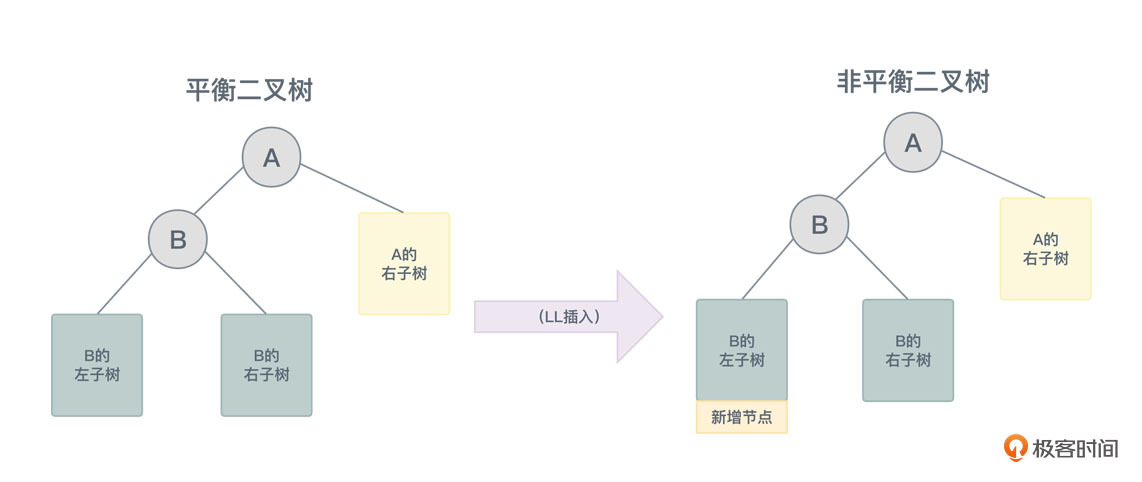 平衡二叉树
A
B
A的
右子树
B的
左子树
B的
右子树
（LL插入）
非平衡二叉树
A
B
A的
右子树
B的
左子树
B的
右子树
新增节点
极客时间